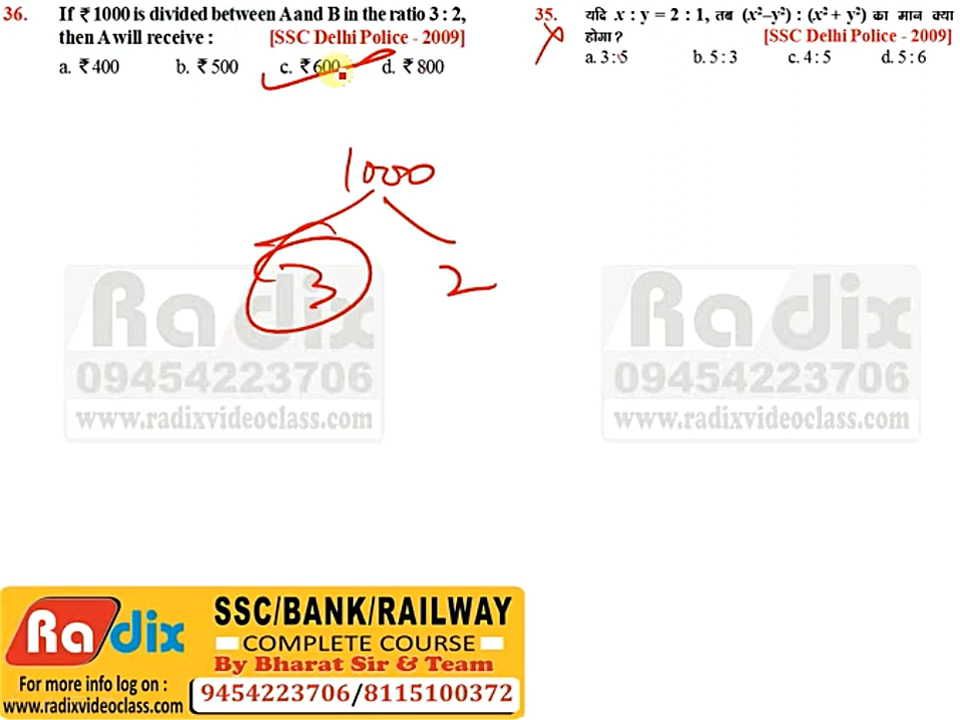 36. If ₹ 1000 is divided between A and B in the ratio 3 : 2,
then A will receive : [SSC Delhi Police - 2009]
a. ₹ 400 b. ₹ 500 c. ₹ 600 d. ₹ 800
35. यदि x : y = 2 : 1, तब (x²–y²) : (x² + y²) का मान क्या
होगा ? [SSC Delhi Police - 2009]
a. 3 : 5 b. 5 : 3 c. 4 : 5 d. 5 : 6
1000
3 2
Radix
09454223706
www.radixvideoclass.com
Radix
09454223706
www.radixvideoclass.com
Radix
For more info log on :
www.radixvideoclass.com
SSC/BANK/RAILWAY
COMPLETE COURSE
By Bharat Sir & Team
9454223706/8115100372